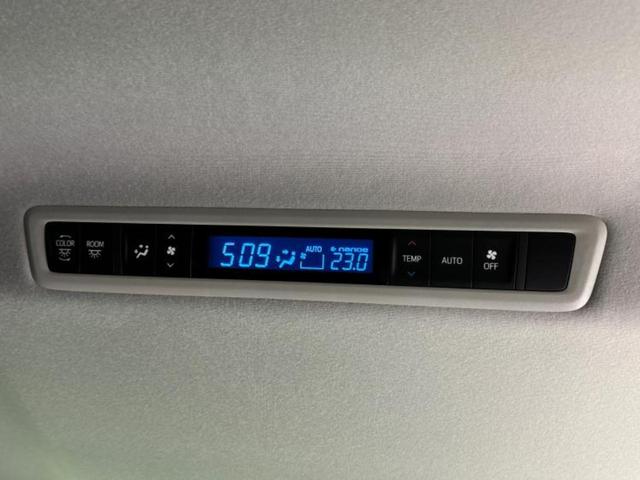 COLOR
ROOM
5:09
AUTO
nanoe
23.0
TEMP
AUTO
OFF